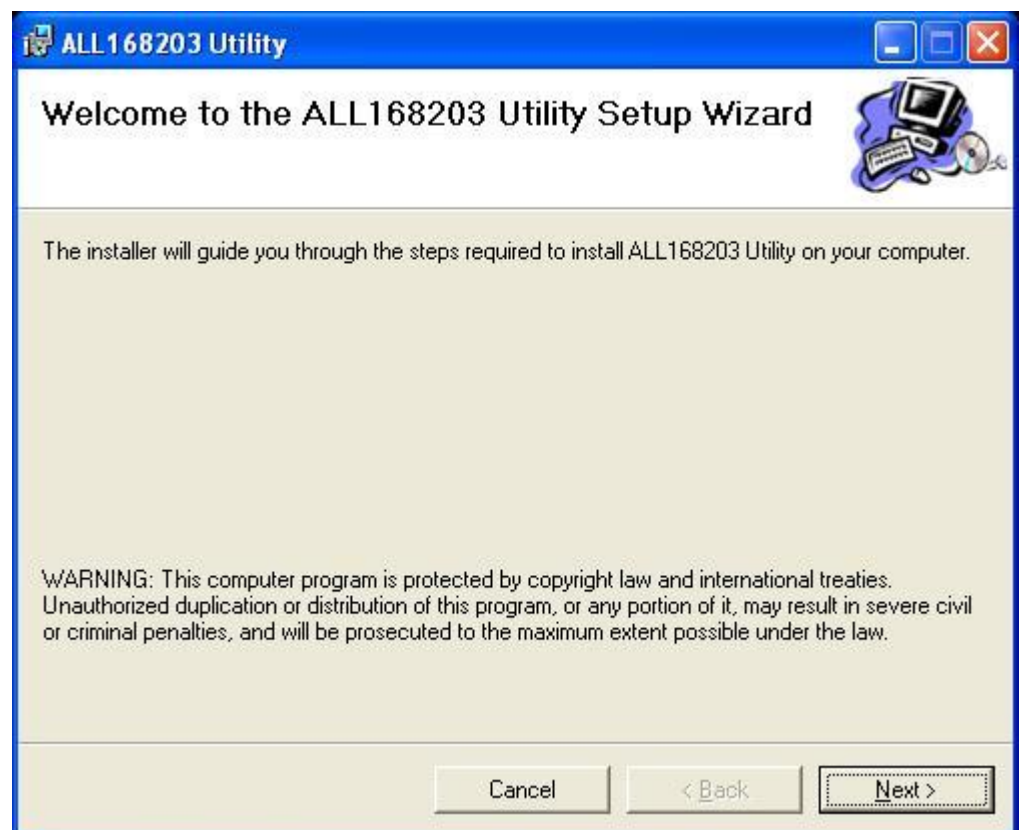 ALL168203 Utility
Welcome to the ALL168203 Utility Setup Wizard
The installer will guide you through the steps required to install ALL168203 Utility on your computer.
WARNING: This computer program is protected by copyright law and international treaties.
Unauthorized duplication or distribution of this program, or any portion of it, may result in severe civil
or criminal penalties, and will be prosecuted to the maximum extent possible under the law.
Cancel < Back Next >